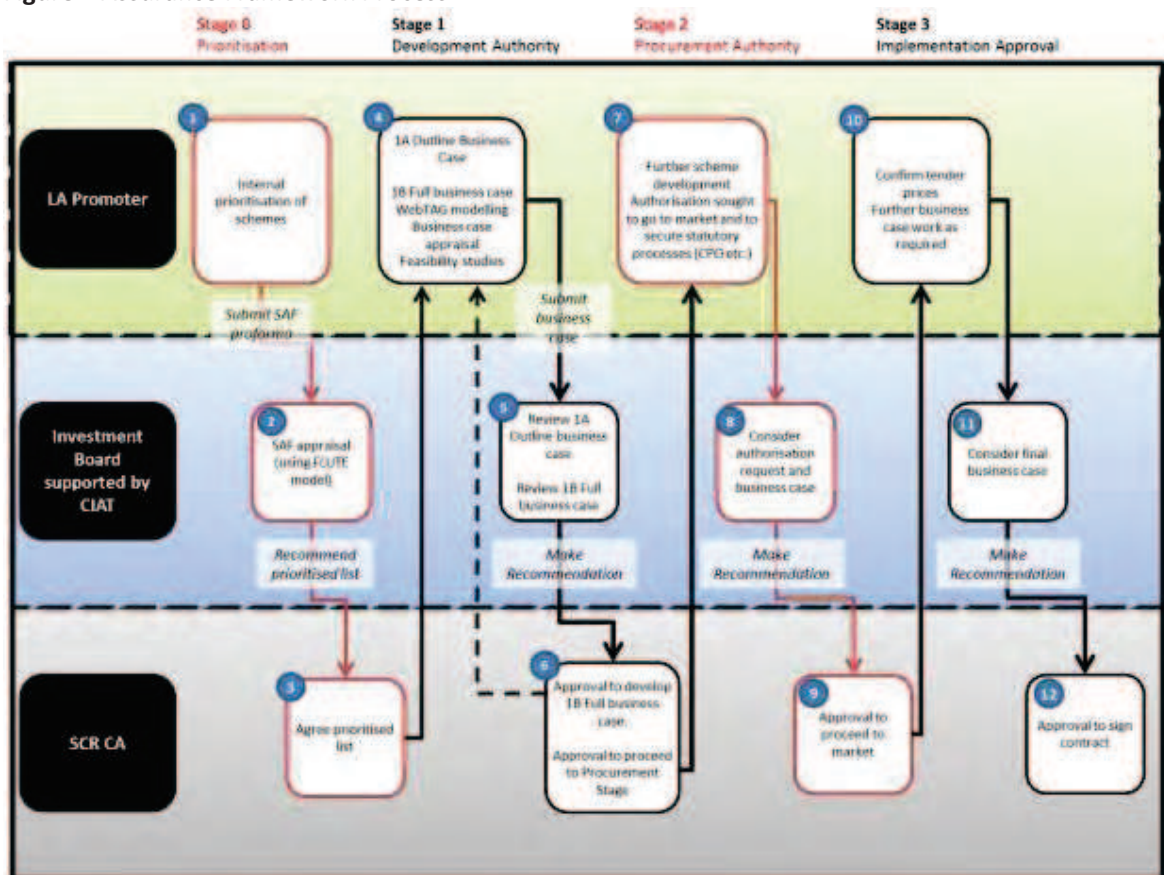 Stage 0
Prioritisation
Stage 1
Development Authority
Stage 2
Procurement Authority
Stage 3
Implementation Approval
LA Promoter
1
Internal
prioritisation of
schemes
4
1A Outline Business
Case
1B Full business case
WebTAG modelling
Business case
appraisal
Feasibility studies
7
Further scheme
development
Authorisation sought
to go to market and to
secure statutory
processes (CPO etc.)
10
Confirm tender
prices
Further business
case work as
required
Submit SAF
proforma
Submit
business
case
Investment
Board
supported by
CIAT
2
SAF appraisal
(using FLUTE
model)
5
Review 1A
Outline business
case
Review 1B Full
business case
8
Consider
authorisation
request and
business case
11
Consider final
business case
Recommend
prioritised list
Make
Recommendation
Make
Recommendation
Make
Recommendation
SCR CA
3
Agree prioritised
list
6
Approval to develop
1B Full business
case.
Approval to proceed
to Procurement
Stage
9
Approval to
proceed to
market
12
Approval to sign
contract